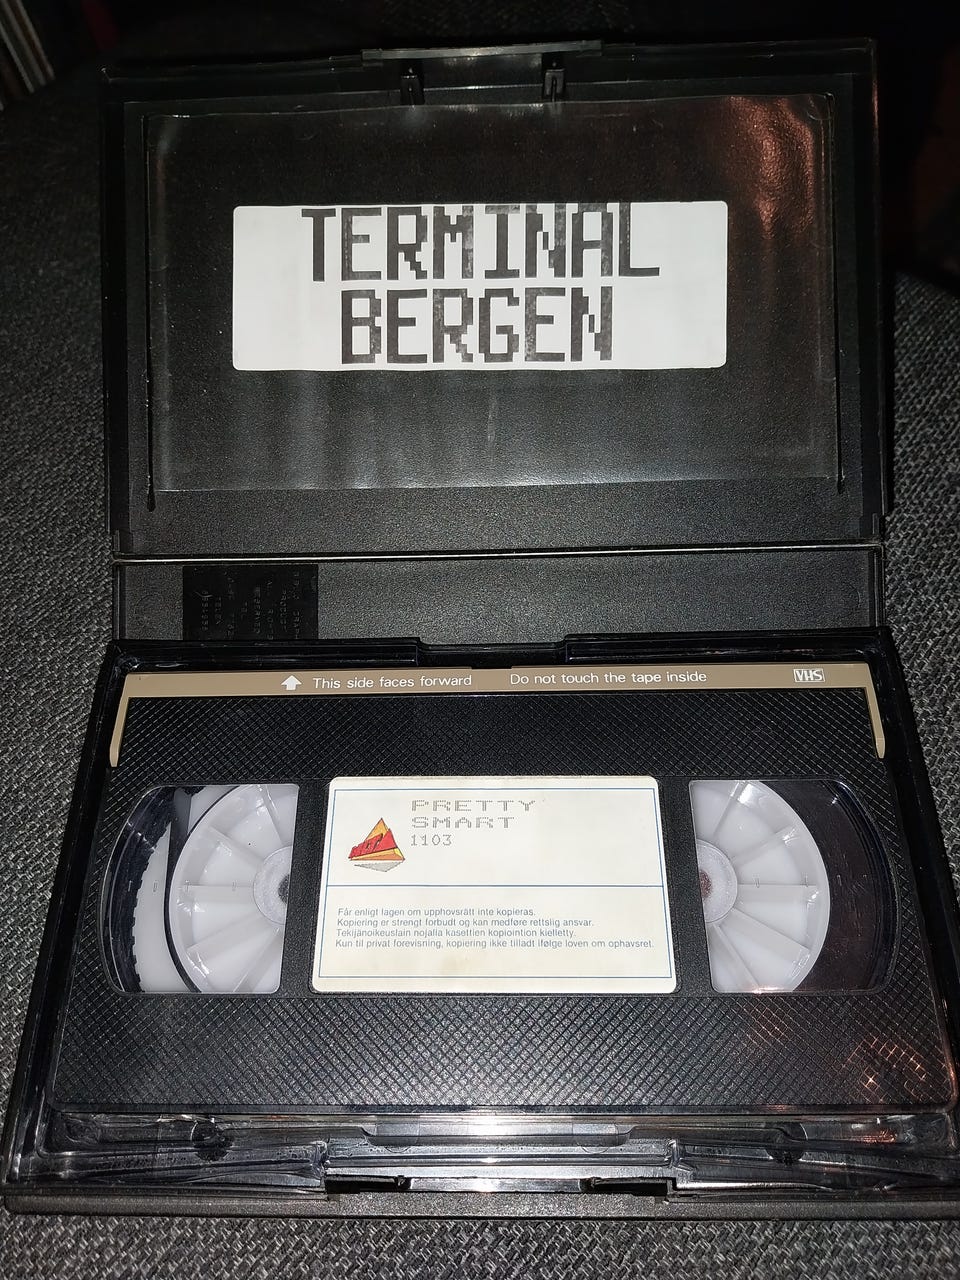 TERMINAL
BERGEN
This side faces forward Do not touch the tape inside VHS
PRETTY
SMART
1103
Får enligt lagen om upphovsrätt inte kopieras.
Kopiering er strengt forbudt og kan medføre rettslig ansvar.
Tekijänoikeuslain nojalla kasettien kopiointion kielletty.
Kun til privat forevisning, kopiering ikke tilladt ifølge loven om ophavsret.